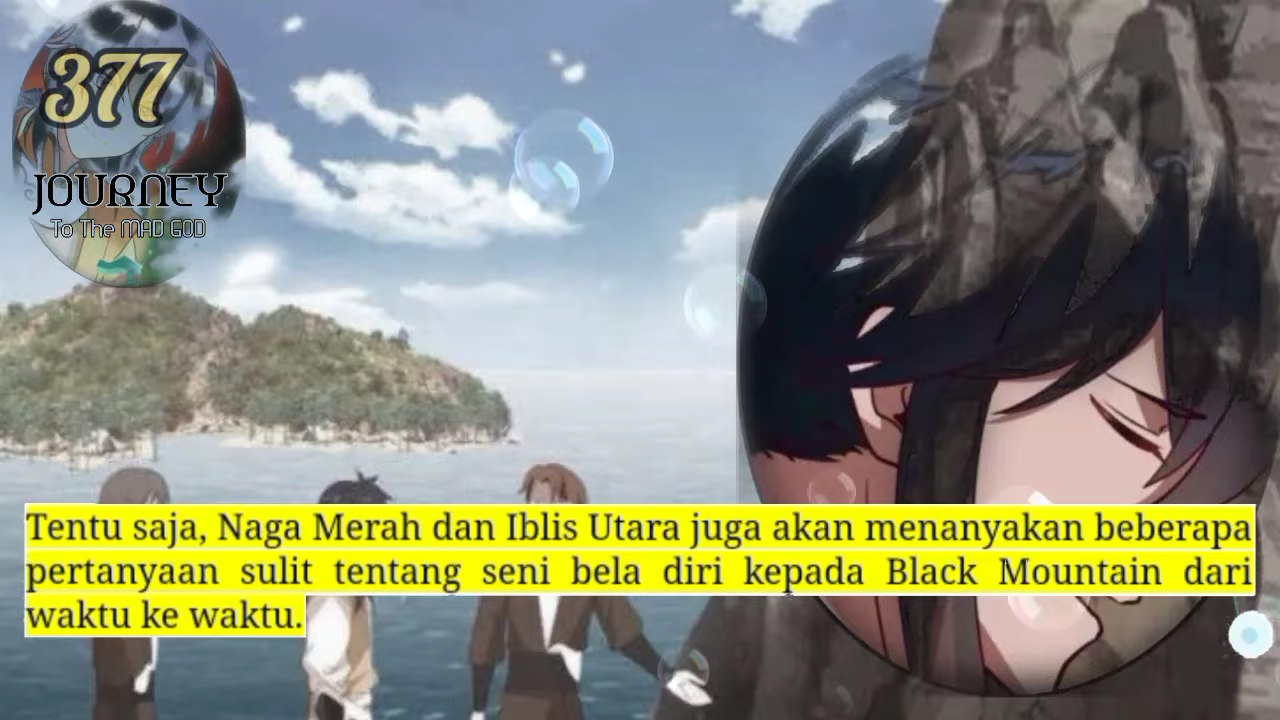 377
JOURNEY
To The MAD GOD
Tentu saja, Naga Merah dan Iblis Utara juga akan menanyakan beberapa
pertanyaan sulit tentang seni bela diri kepada Black Mountain dari
waktu ke waktu.